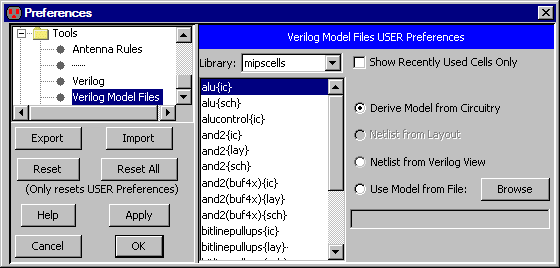 Preferences
Tools
Antenna Rules
-----
Verilog
Verilog Model Files
Export
Import
Reset
Reset All
(Only resets USER Preferences)
Help
Apply
Cancel
OK
Verilog Model Files USER Preferences
Library: mipscells
Show Recently Used Cells Only
alu{ic}
alu{sch}
alucontrol{ic}
and2{ic}
and2{lay}
and2{sch}
and2(buf4x){ic}
and2(buf4x){lay}
and2(buf4x){sch}
bitlinepullups{ic}
bitlinepullups{lay}
Derive Model from Circuitry
Netlist from Layout
Netlist from Verilog View
Use Model from File:
Browse